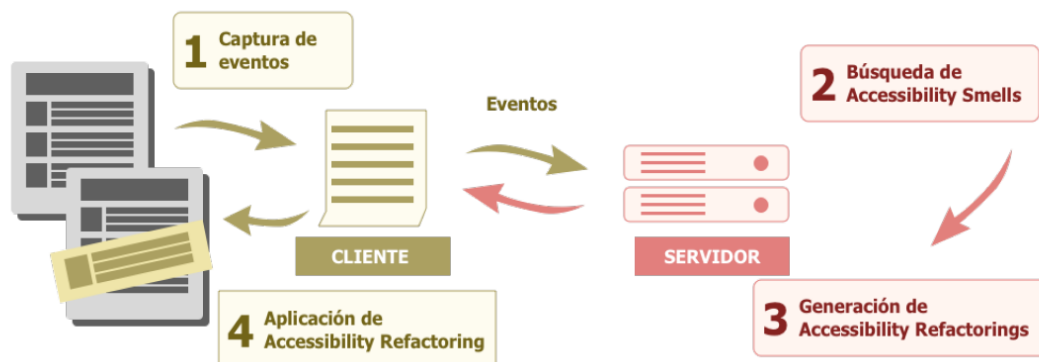 1 Captura de
eventos
Eventos
2 Búsqueda de
Accessibility Smells
CLIENTE
SERVIDOR
3 Generación de
Accessibility Refactorings
4 Aplicación de
Accessibility Refactoring